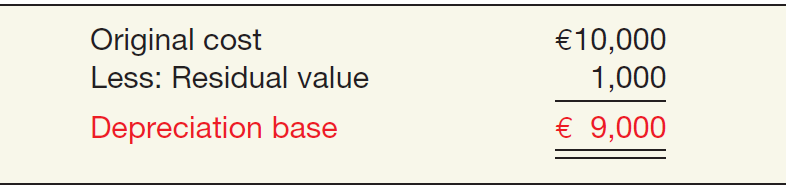 Original cost €10,000
Less: Residual value 1,000
Depreciation base € 9,000